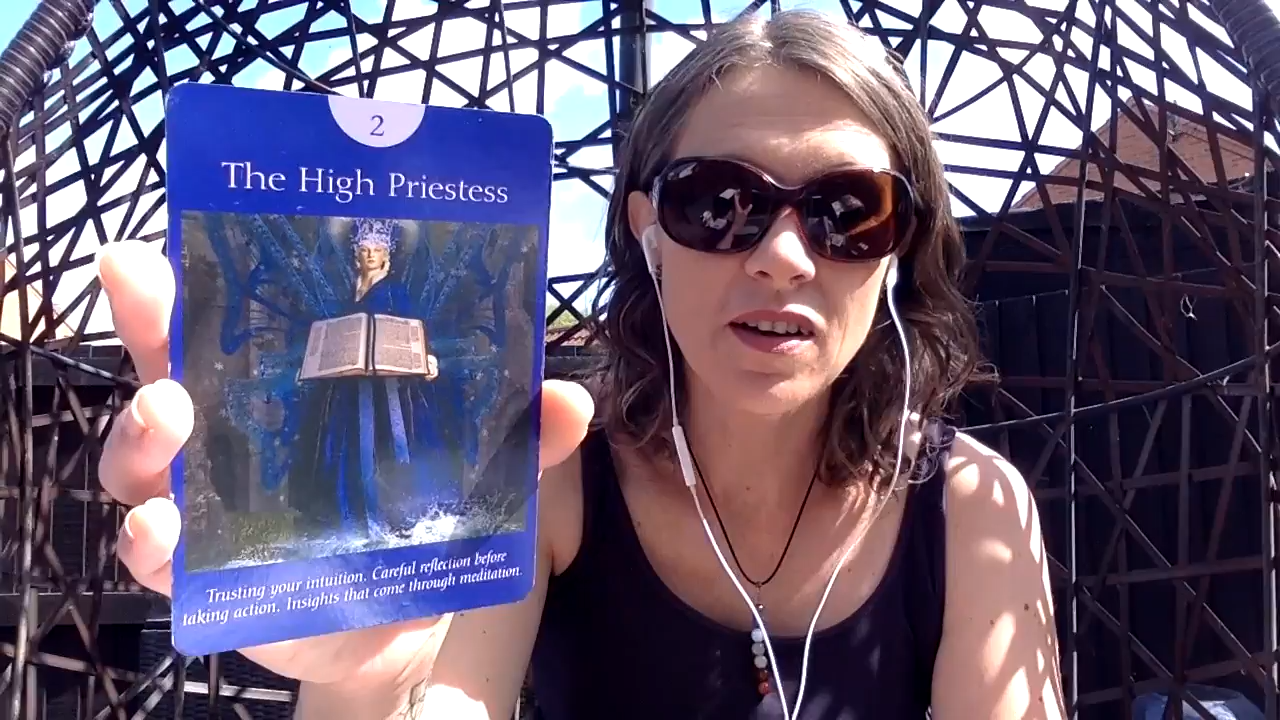 2
The High Priestess
Trusting your intuition. Careful reflection before
taking action. Insights that come through meditation.